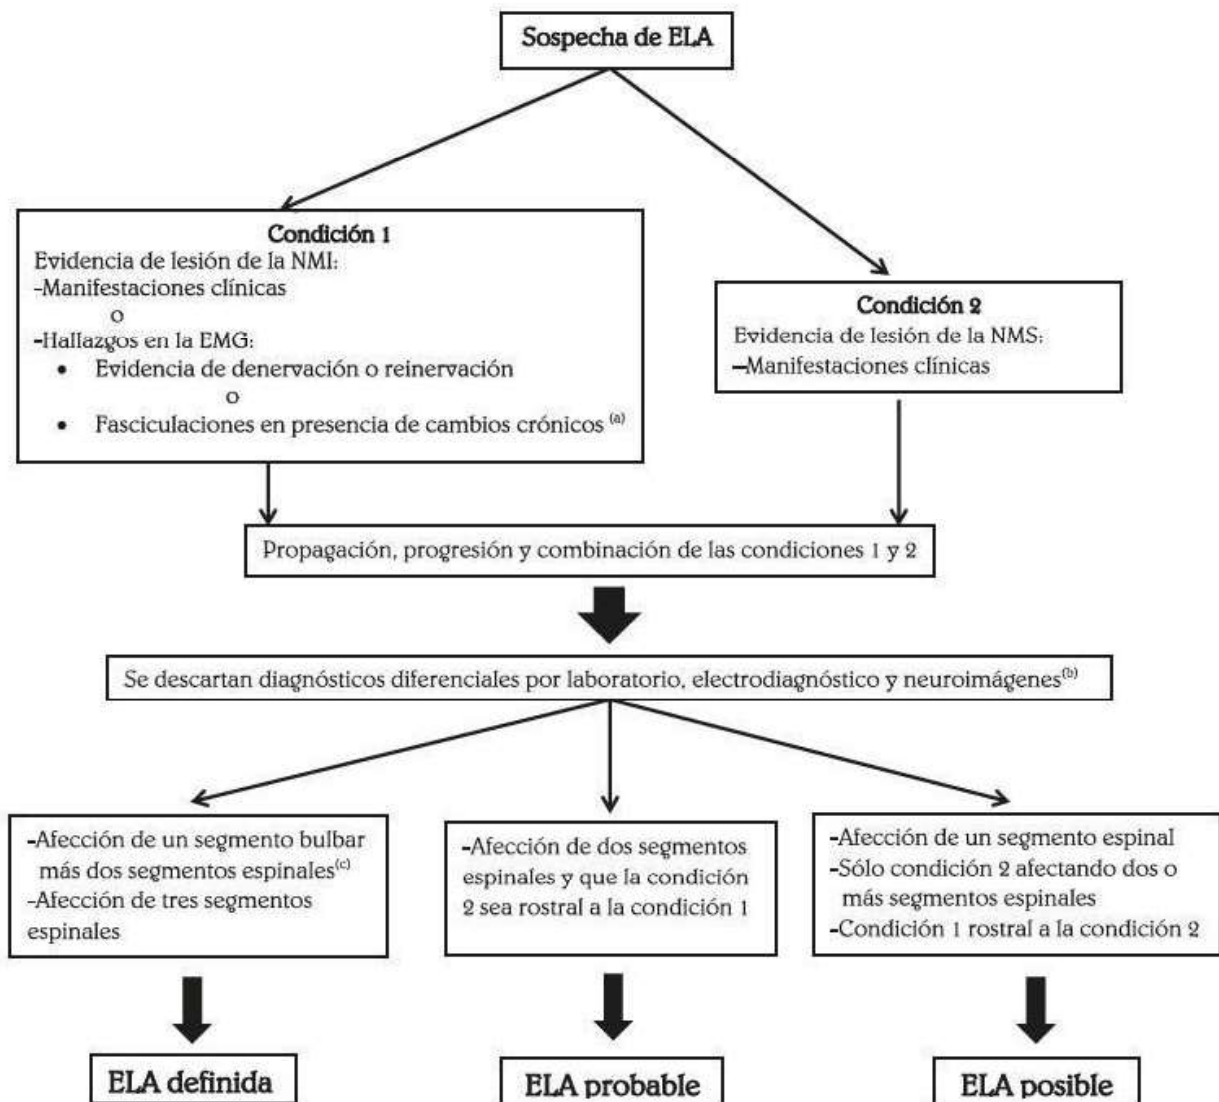 Sospecha de ELA
Condición 1
Evidencia de lesión de la NMI:
-Manifestaciones clínicas
o
-Hallazgos en la EMG:
• Evidencia de denervación o reinervación
o
• Fasciculaciones en presencia de cambios crónicos (a)
Condición 2
Evidencia de lesión de la NMS:
-Manifestaciones clínicas
Propagación, progresión y combinación de las condiciones 1 y 2
Se descartan diagnósticos diferenciales por laboratorio, electrodiagnóstico y neuroimágenes(b)
-Afección de un segmento bulbar
más dos segmentos espinales(c)
-Afección de tres segmentos
espinales
-Afección de dos segmentos
espinales y que la condición
2 sea rostral a la condición 1
-Afección de un segmento espinal
-Sólo condición 2 afectando dos o
más segmentos espinales
-Condición 1 rostral a la condición 2
ELA definida
ELA probable
ELA posible